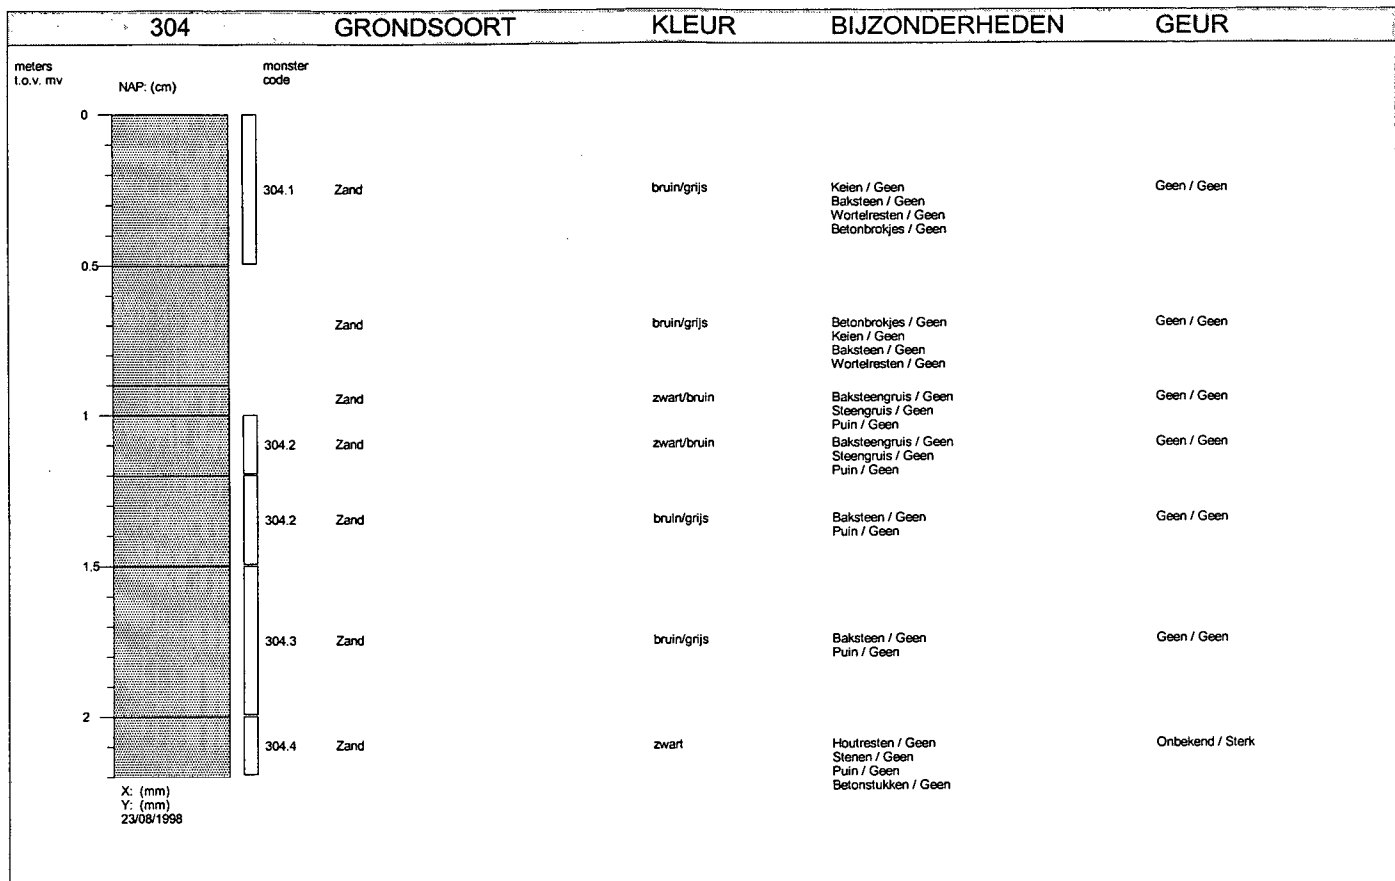 304 GRONDSOORT KLEUR BIJZONDERHEDEN GEUR
meters monster
t.o.v. mv NAP: (cm) code
0
304.1 Zand bruin/grijs Keien / Geen Geen / Geen
Baksteen / Geen
Wortelresten / Geen
Betonbrokjes / Geen
0.5
Zand bruin/grijs Betonbrokjes / Geen Geen / Geen
Keien / Geen
Baksteen / Geen
Wortelresten / Geen
Zand zwart/bruin Baksteengruis / Geen Geen / Geen
1 Steengruis / Geen
Puin / Geen
304.2 Zand zwart/bruin Baksteengruis / Geen Geen / Geen
Steengruis / Geen
Puin / Geen
304.2 Zand bruin/grijs Baksteen / Geen Geen / Geen
Puin / Geen
1.5
304.3 Zand bruin/grijs Baksteen / Geen Geen / Geen
Puin / Geen
2
304.4 Zand zwart Houtresten / Geen Onbekend / Sterk
Stenen / Geen
Puin / Geen
Betonstukken / Geen
X: (mm)
Y: (mm)
23/08/1998